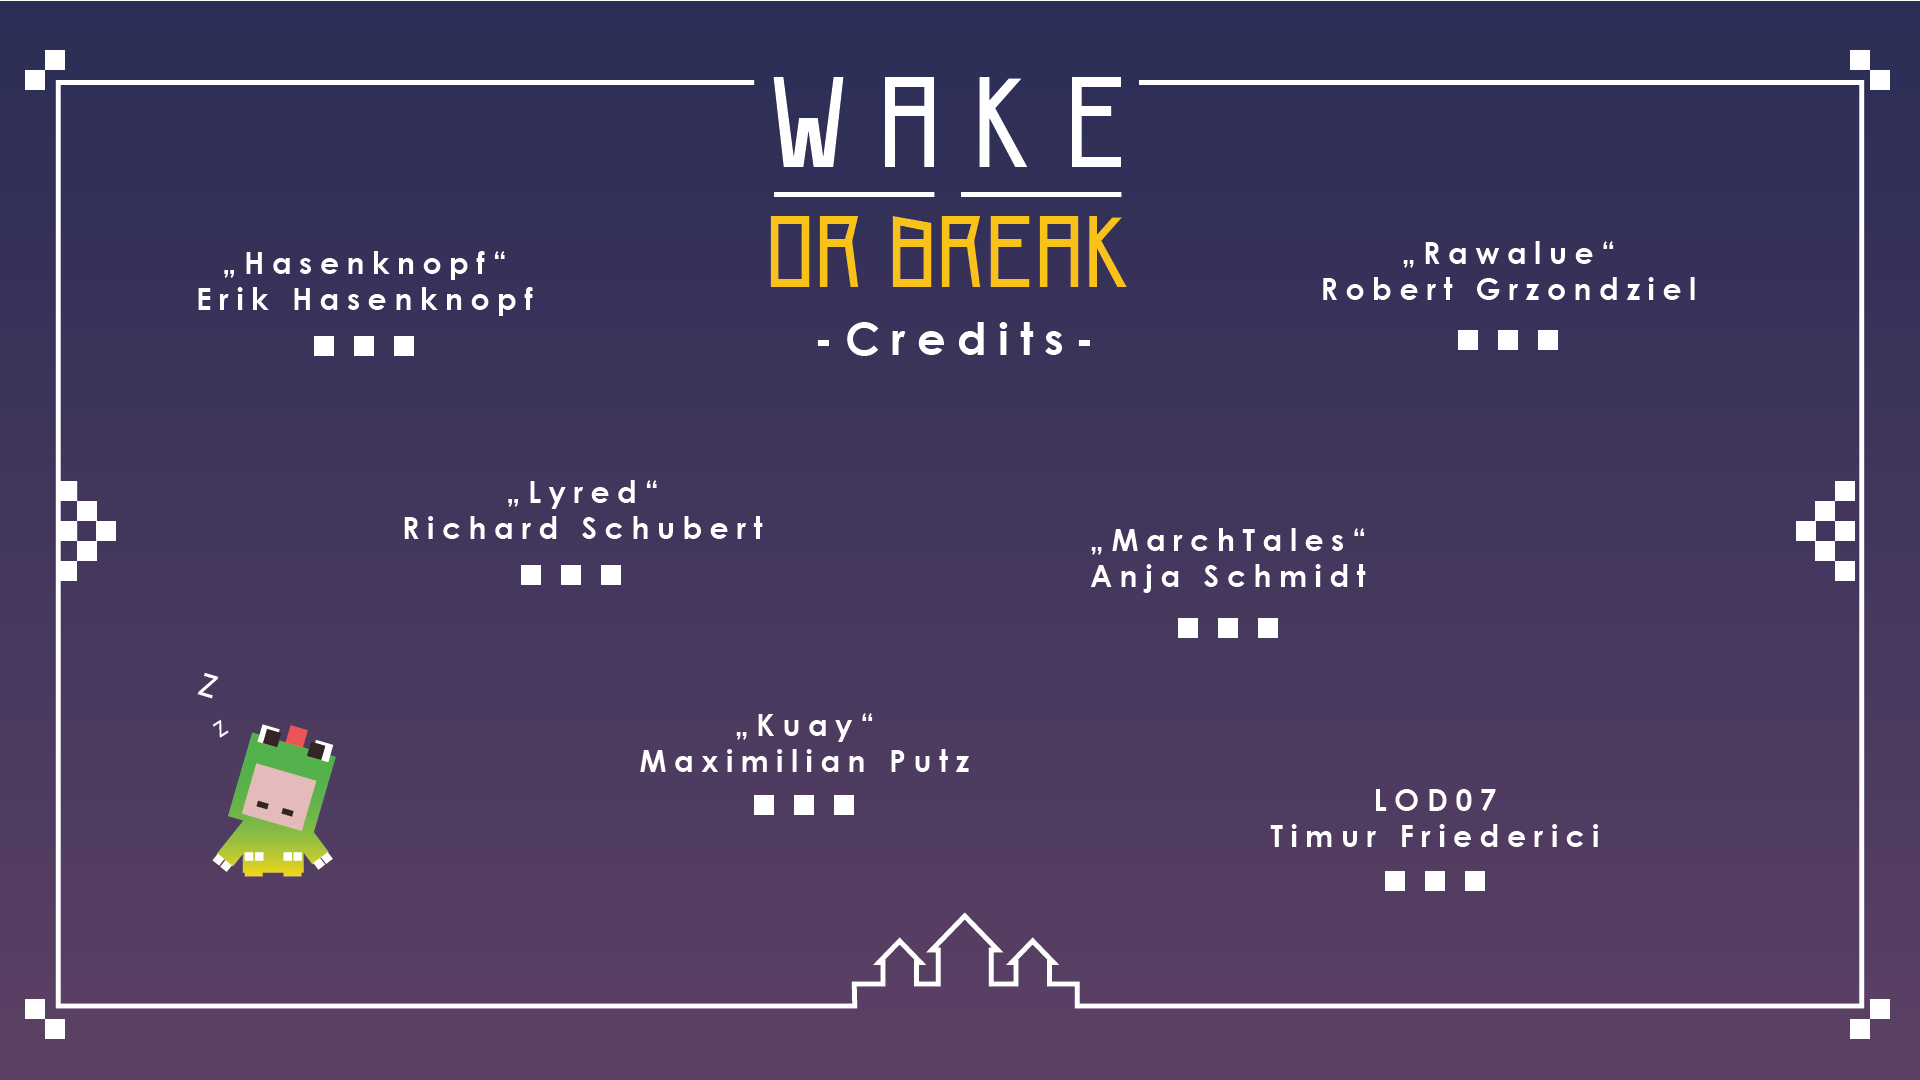 WAKE
OR BREAK
-Credits-
„Hasenknopf“
Erik Hasenknopf
„Rawalue“
Robert Grzondziel
„Lyred“
Richard Schubert
„MarchTales“
Anja Schmidt
„Kuay“
Maximilian Putz
LOD07
Timur Friederici
Z
z